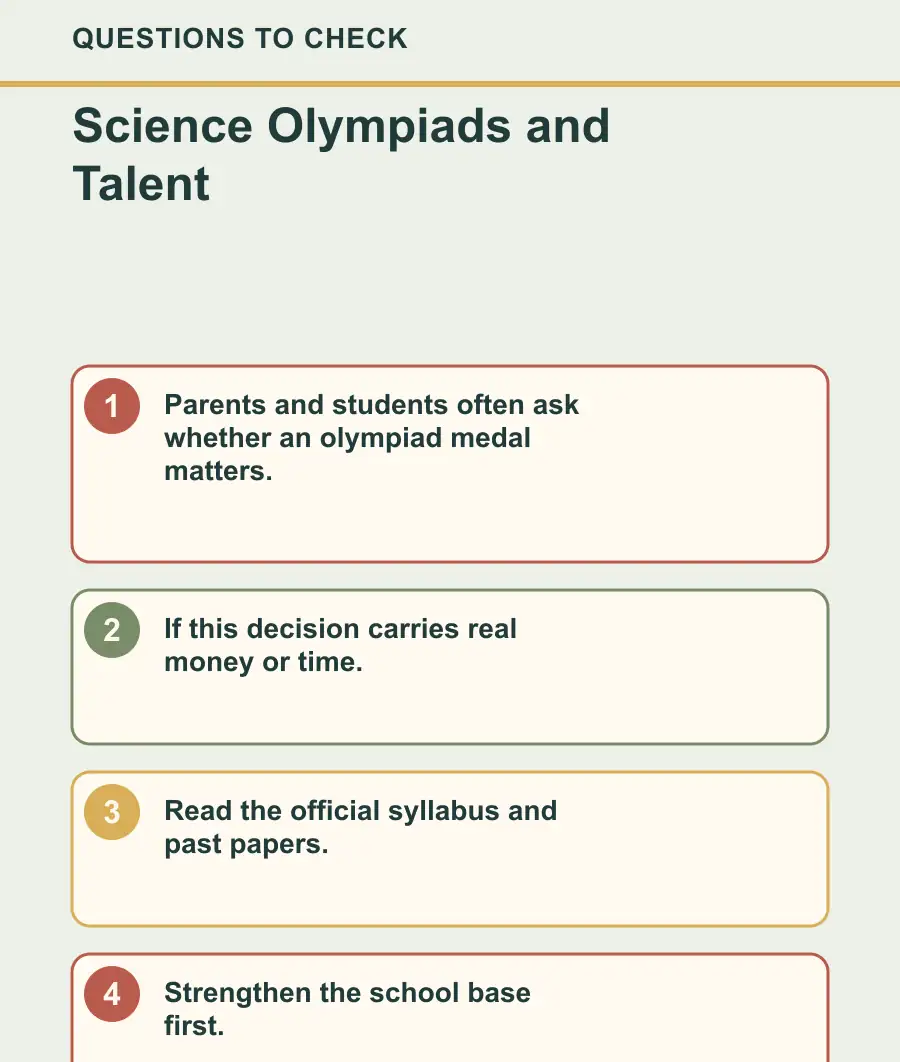 QUESTIONS TO CHECK
Science Olympiads and
Talent
1
Parents and students often ask
whether an olympiad medal
matters.
2
If this decision carries real
money or time.
3
Read the official syllabus and
past papers.
4
Strengthen the school base
first.